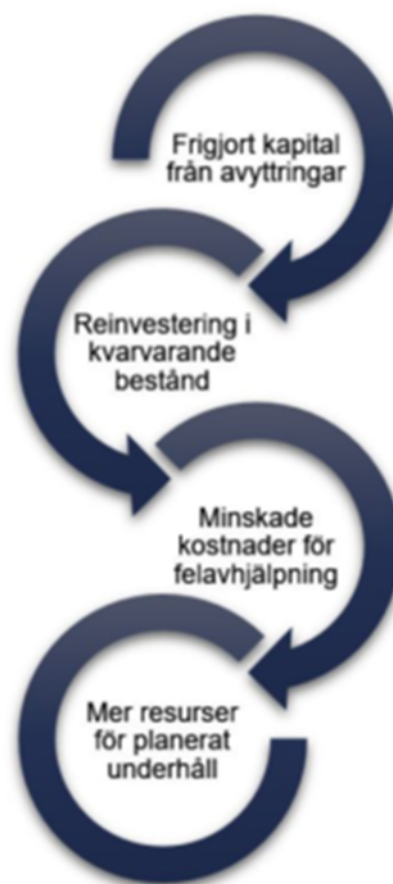 Frigjort kapital
från avyttringar
Reinvestering i
kvarvarande
bestånd
Minskade
kostnader för
felavhjälpning
Mer resurser
för planerat
underhåll